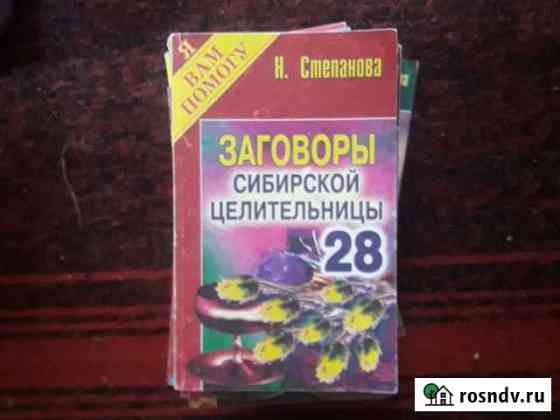 Я
ВАМ
ПОМОГУ
Н. Степанова
ЗАГОВОРЫ
СИБИРСКОЙ
ЦЕЛИТЕЛЬНИЦЫ
28
rosndv.ru